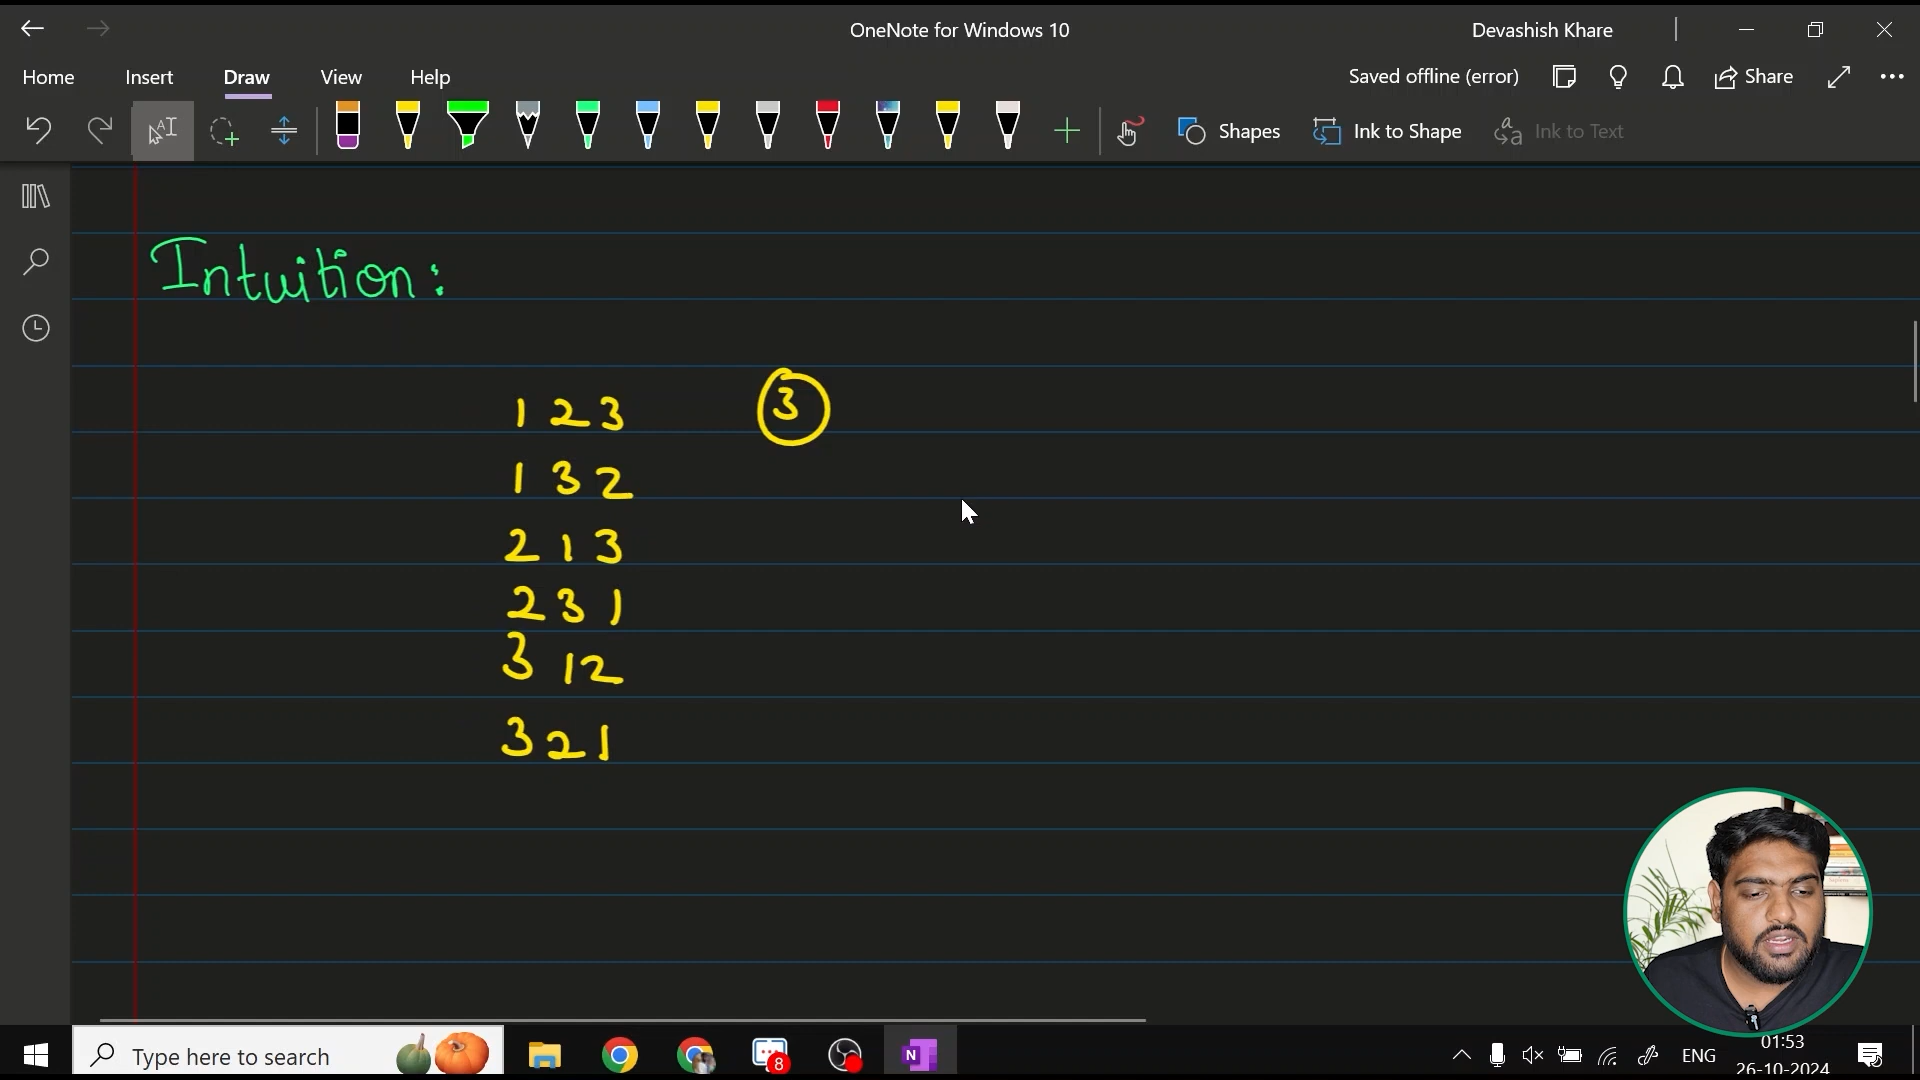 OneNote for Windows 10
Devashish Khare
Home Insert Draw View Help
Saved offline (error)
Share
Shapes
Ink to Shape
Ink to Text
Intuition:
1 2 3 3
1 3 2
2 1 3
2 3 1
3 1 2
3 2 1
Type here to search
8
N
ENG
01:53
26-10-2024